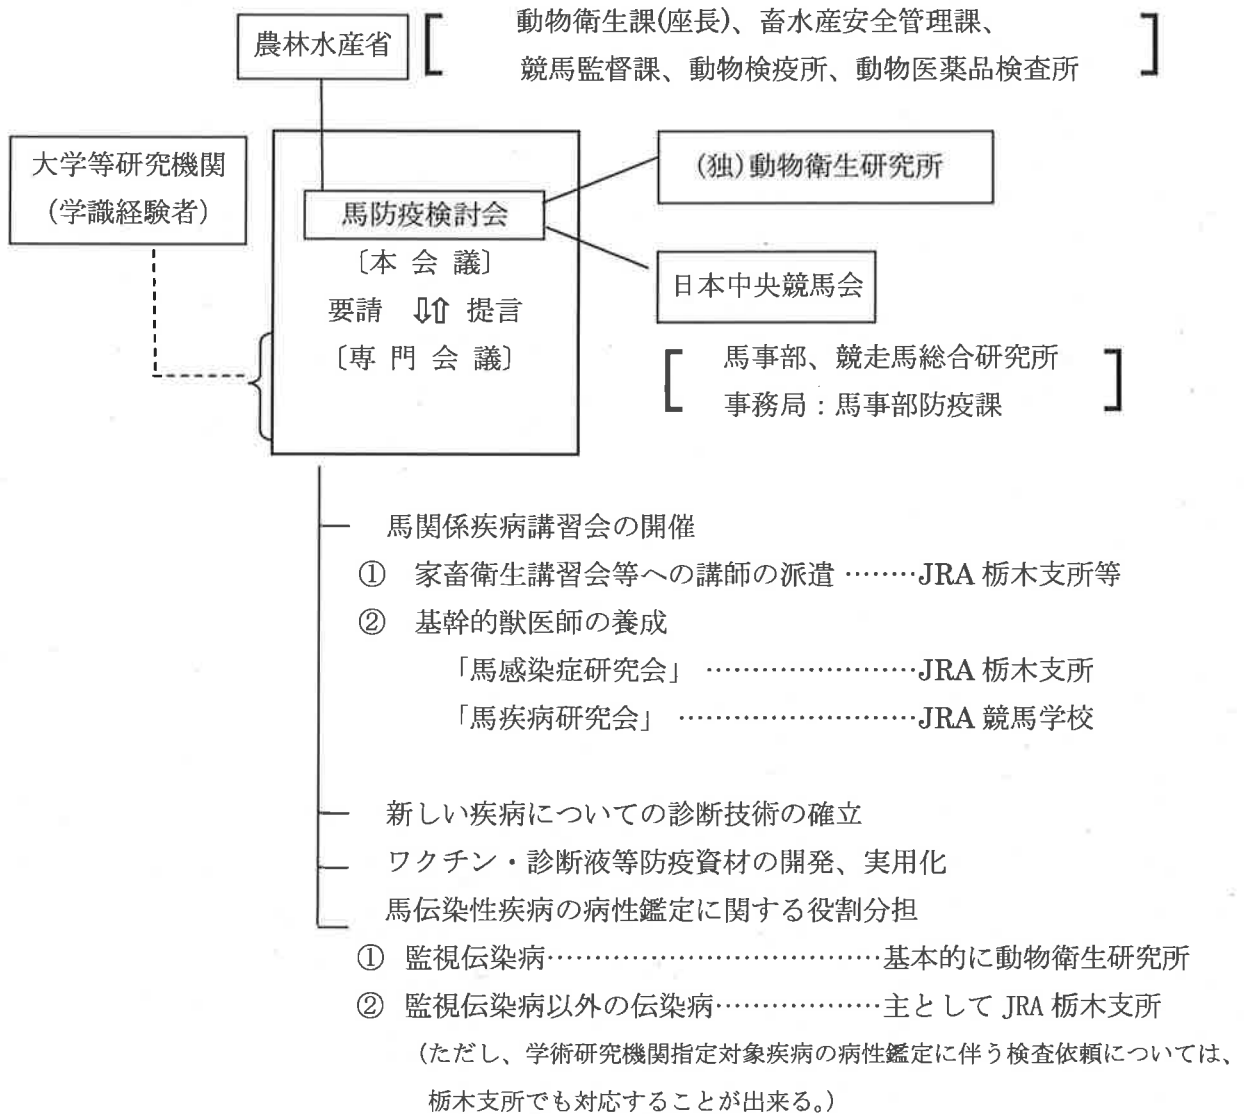 農林水産省
動物衛生課(座長)、畜水産安全管理課、
競馬監督課、動物検疫所、動物医薬品検査所
大学等研究機関
(学識経験者)
(独)動物衛生研究所
馬防疫検討会
〔本 会 議〕
要請 ⇩⇧ 提言
〔専 門 会 議〕
日本中央競馬会
馬事部、競走馬総合研究所
事務局：馬事部防疫課
馬関係疾病講習会の開催
① 家畜衛生講習会等への講師の派遣 ‥‥‥‥JRA 栃木支所等
② 基幹的獣医師の養成
「馬感染症研究会」 ‥‥‥‥‥‥‥‥‥‥‥‥JRA 栃木支所
「馬疾病研究会」 ‥‥‥‥‥‥‥‥‥‥‥‥‥JRA 競馬学校
新しい疾病についての診断技術の確立
ワクチン・診断液等防疫資材の開発、実用化
馬伝染性疾病の病性鑑定に関する役割分担
① 監視伝染病‥‥‥‥‥‥‥‥‥‥‥‥‥‥‥‥‥‥基本的に動物衛生研究所
② 監視伝染病以外の伝染病‥‥‥‥‥‥‥‥‥主として JRA 栃木支所
(ただし、学術研究機関指定対象疾病の病性鑑定に伴う検査依頼については、
栃木支所でも対応することが出来る。)